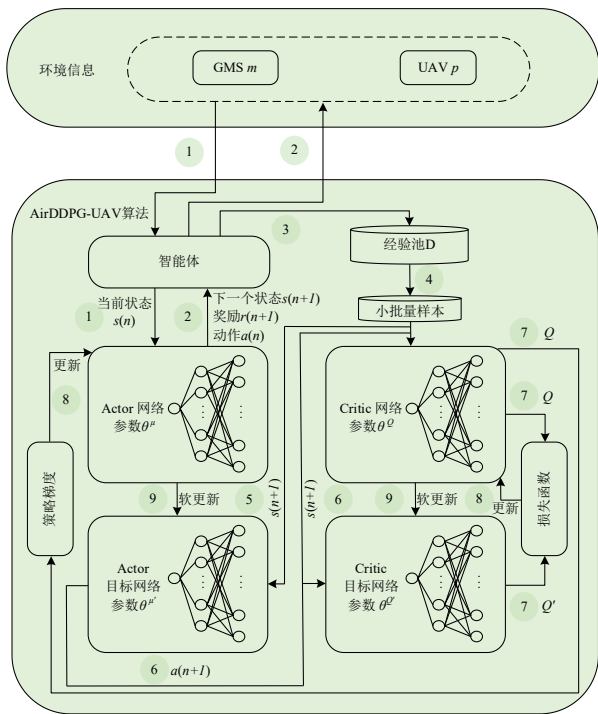 环境信息
GMS m
UAV p
1
2
AirDDPG-UAV算法
3
智能体
经验池D
4
小批量样本
1
当前状态
s(n)
2
下一个状态s(n+1)
奖励r(n+1)
动作a(n)
7 Q
更新
8
Actor 网络
参数θ^μ
Critic 网络
参数θ^Q
7 Q
策略梯度
损失函数
9 软更新
5
s(n+1)
s(n+1)
6
9 软更新
8
更新
Actor
目标网络
参数θ^μ'
Critic
目标网络
参数 θ^Q'
7 Q'
6 a(n+1)